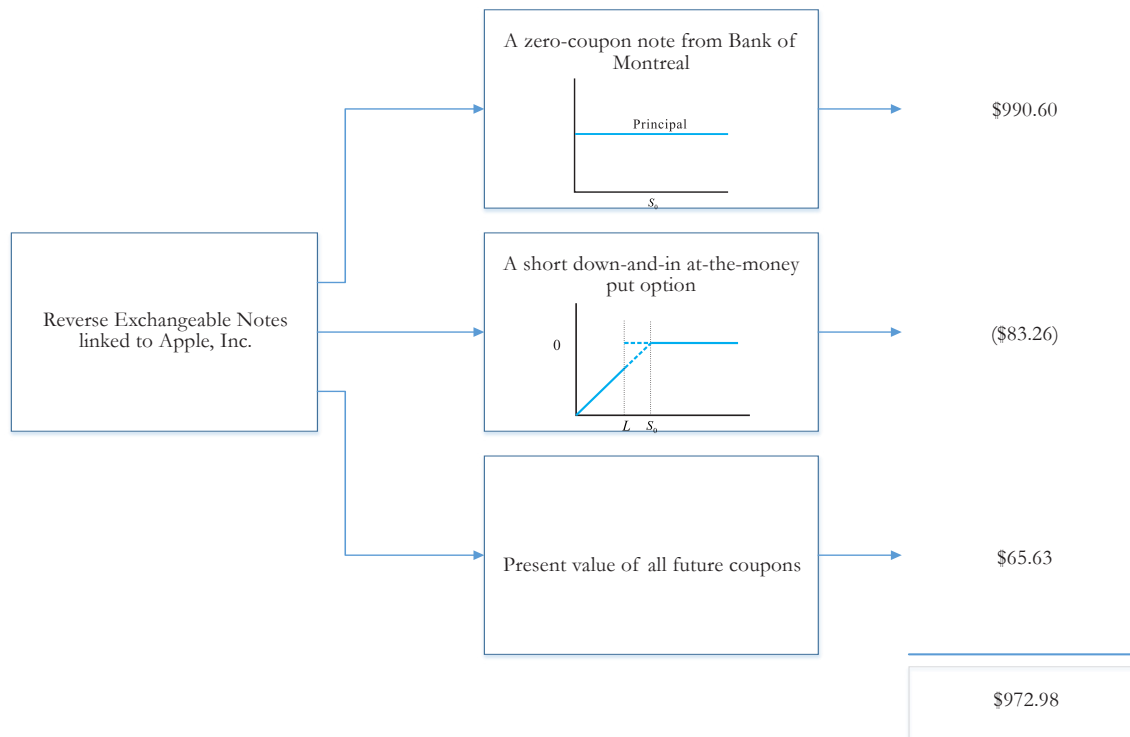 A zero-coupon note from Bank of
Montreal
Principal
S₀
$990.60
Reverse Exchangeable Notes
linked to Apple, Inc.
A short down-and-in at-the-money
put option
0
L S₀
($83.26)
Present value of all future coupons
$65.63
$972.98